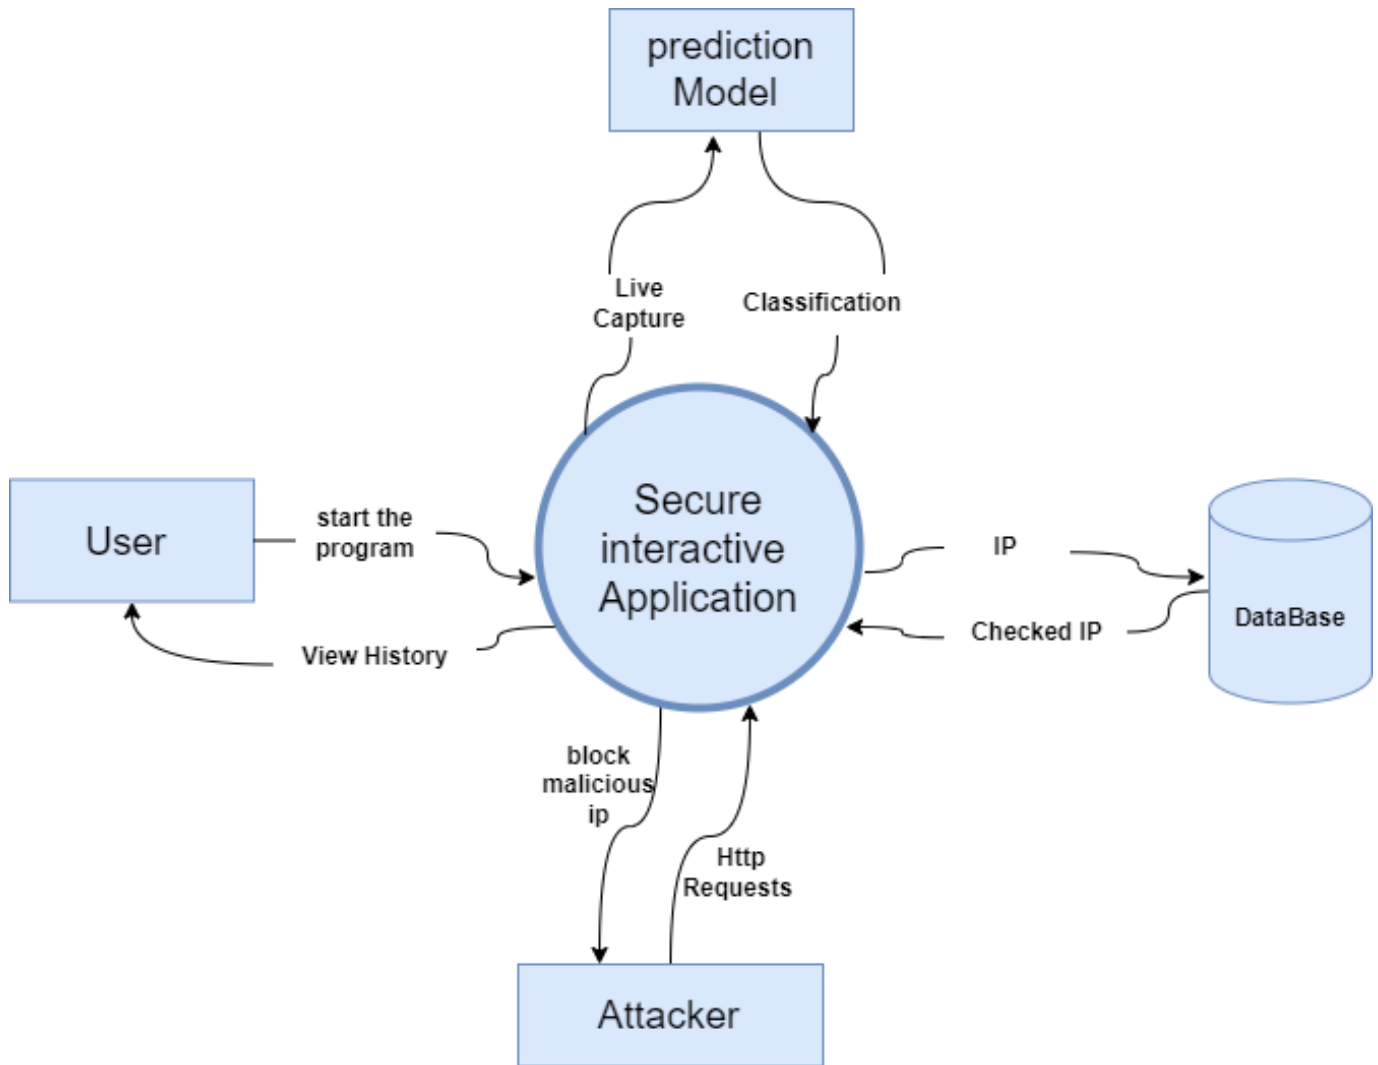 prediction
Model
Live
Capture
Classification
User
start the
program
Secure
interactive
Application
IP
DataBase
Checked IP
View History
block
malicious
ip
Http
Requests
Attacker